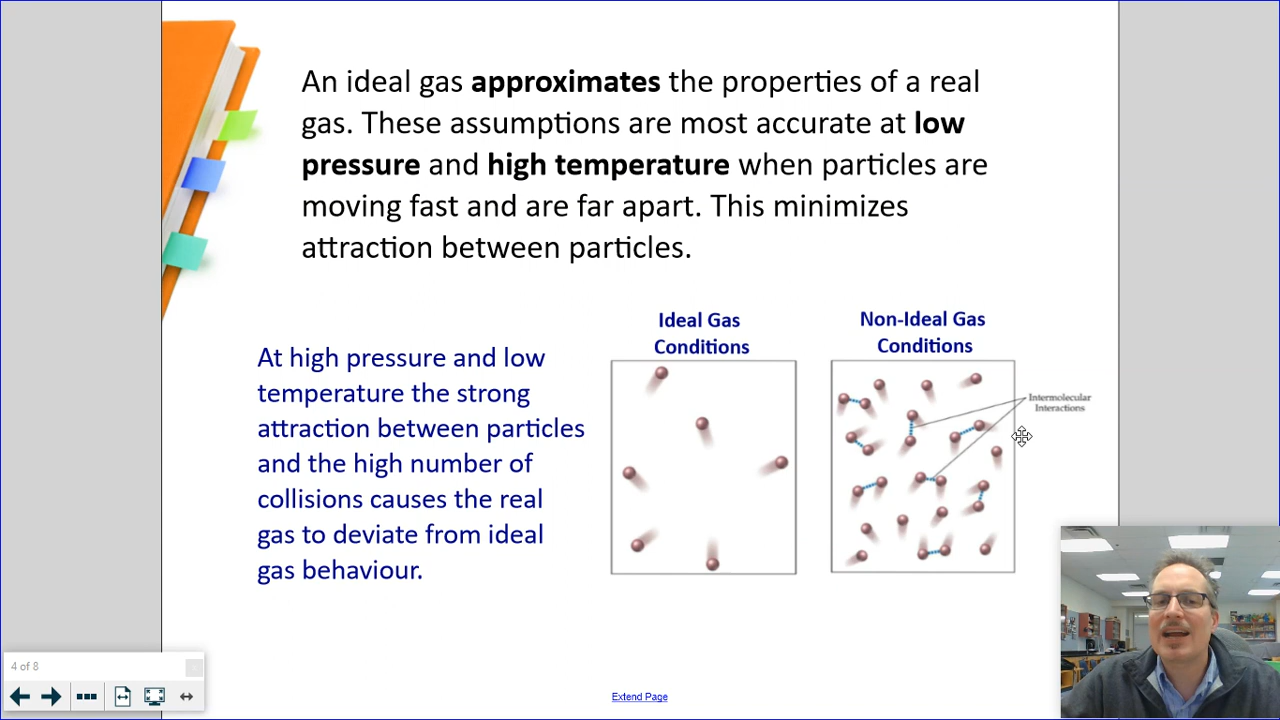 An ideal gas approximates the properties of a real
gas. These assumptions are most accurate at low
pressure and high temperature when particles are
moving fast and are far apart. This minimizes
attraction between particles.
At high pressure and low
temperature the strong
attraction between particles
and the high number of
collisions causes the real
gas to deviate from ideal
gas behaviour.
Ideal Gas
Conditions
Non-Ideal Gas
Conditions
Intermolecular
Interactions
4 of 8
Extend Page